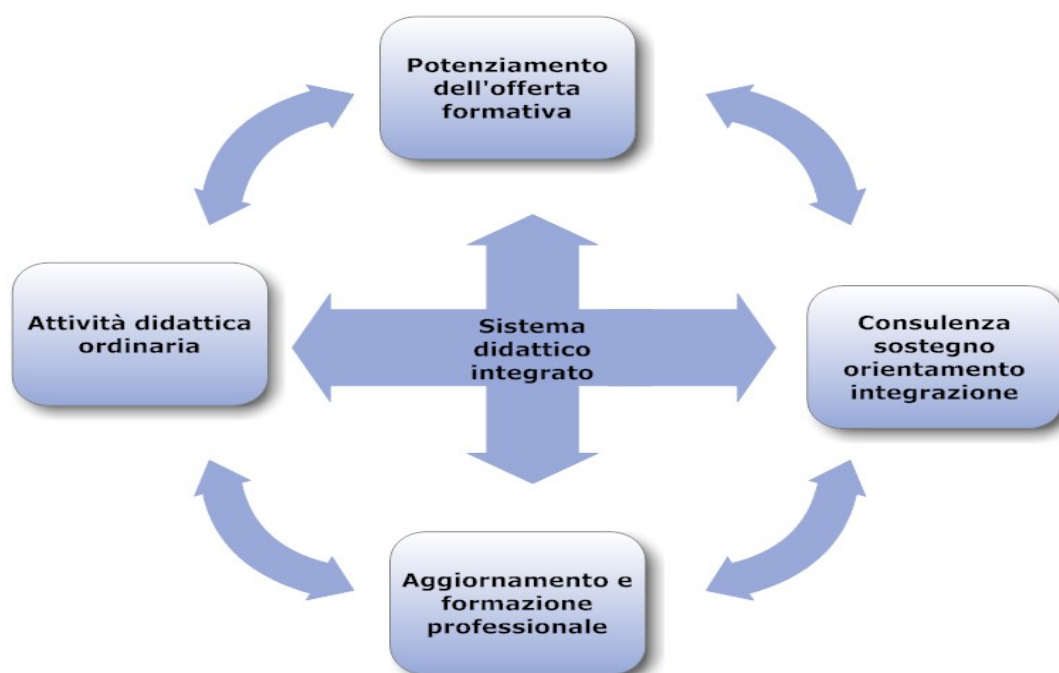 Potenziamento
dell'offerta
formativa
Attività didattica
ordinaria
Sistema
didattico
integrato
Consulenza
sostegno
orientamento
integrazione
Aggiornamento e
formazione
professionale